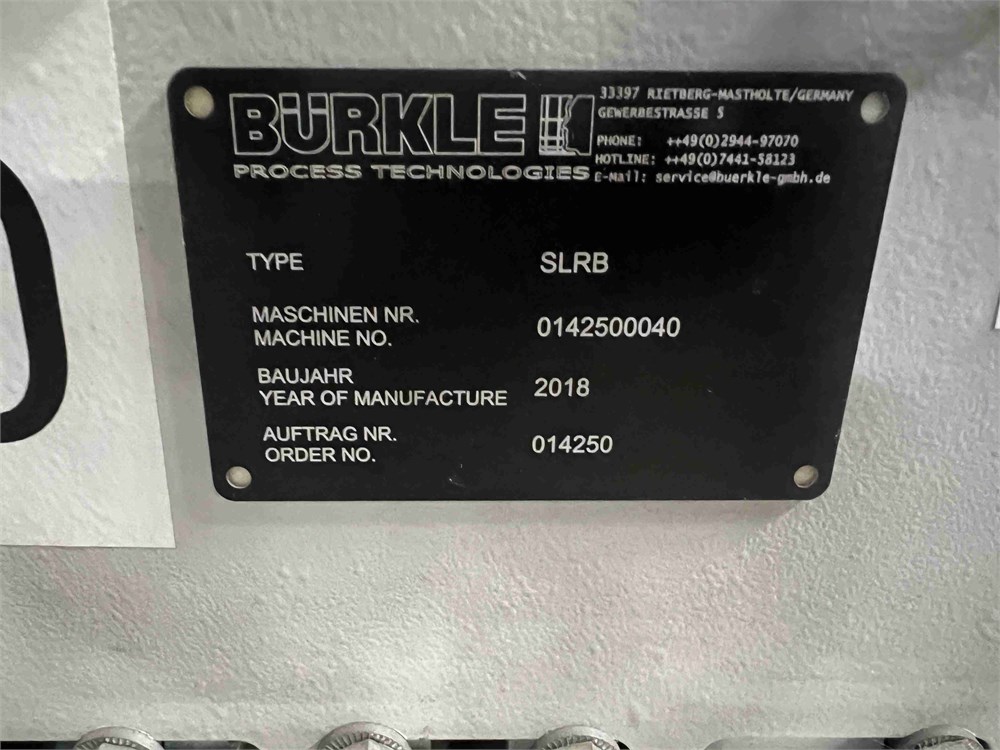 BÜRKLE
PROCESS TECHNOLOGIES
33397 RIETBERG-MASTHOLTE/GERMANY
GEWERBESTRASSE 5
PHONE: ++49(0)2944-97070
HOTLINE: ++49(0)7441-58123
E-Mail: service@buerkle-gmbh.de
TYPE SLRB
MASCHINEN NR.
MACHINE NO. 0142500040
BAUJAHR
YEAR OF MANUFACTURE 2018
AUFTRAG NR.
ORDER NO. 014250